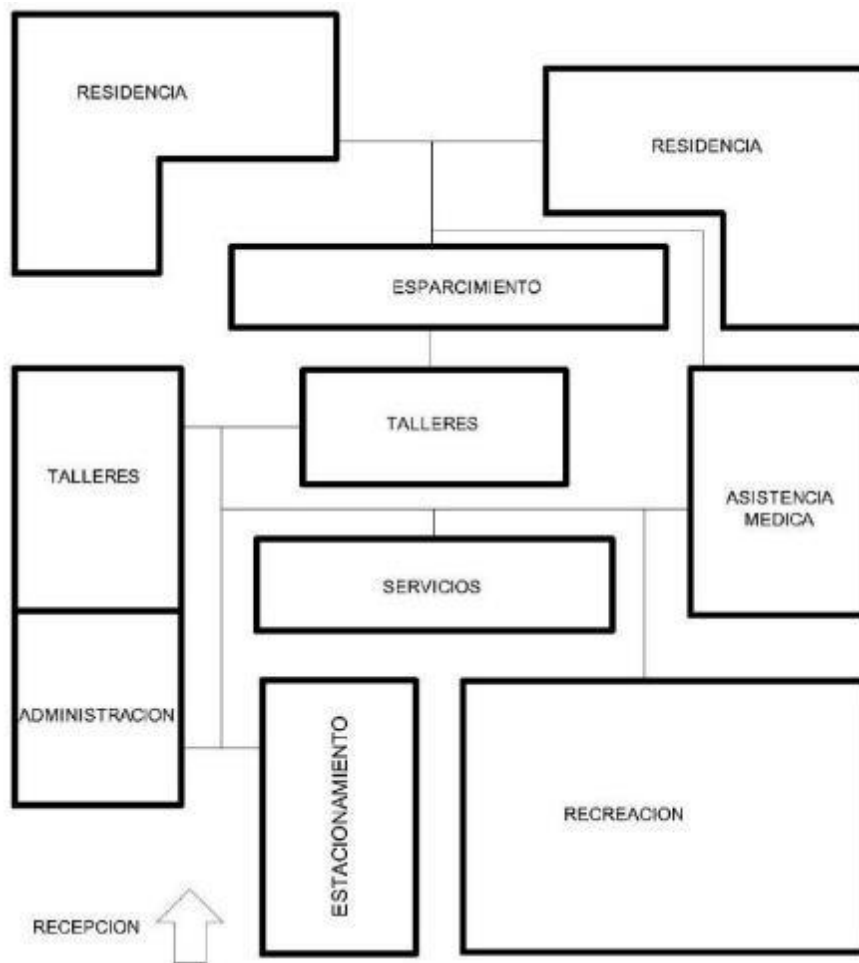 RESIDENCIA
RESIDENCIA
ESPARCIMIENTO
TALLERES
TALLERES
ASISTENCIA
MEDICA
SERVICIOS
ADMINISTRACION
ESTACIONAMIENTO
RECREACION
RECEPCION